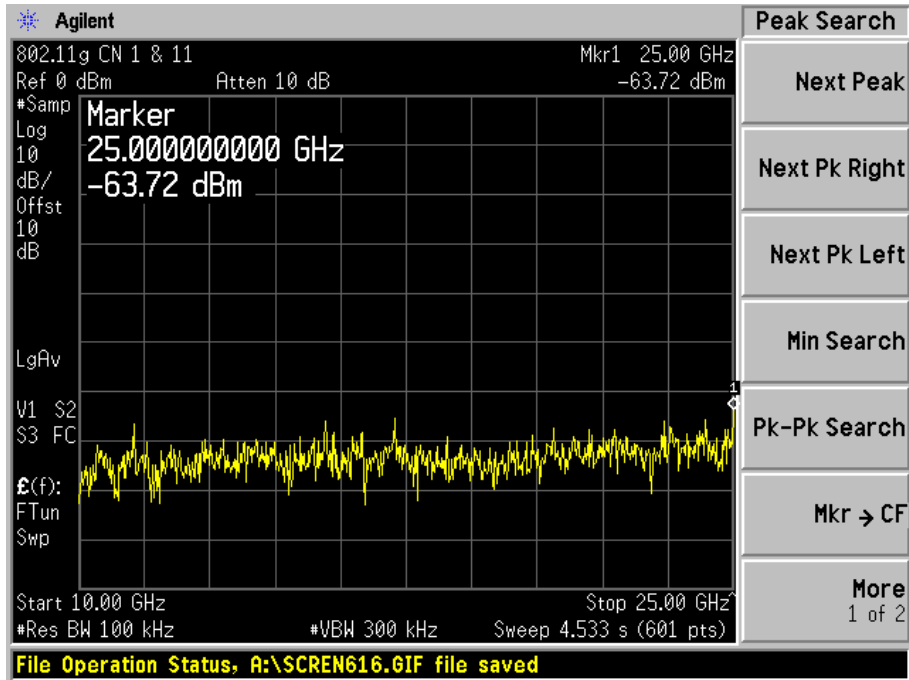 Agilent
Peak Search
802.11g CN 1 & 11
Mkr1 25.00 GHz
Ref 0 dBm Atten 10 dB -63.72 dBm
#Samp
Log
10
dB/
Offst
10
dB
LgAv
V1 S2
S3 FC
£(f):
FTun
Swp
Marker
25.000000000 GHz
-63.72 dBm
1
Start 10.00 GHz Stop 25.00 GHz^
#Res BW 100 kHz #VBW 300 kHz Sweep 4.533 s (601 pts)
Next Peak
Next Pk Right
Next Pk Left
Min Search
Pk-Pk Search
Mkr → CF
More
1 of 2
File Operation Status, A:\SCREN616.GIF file saved